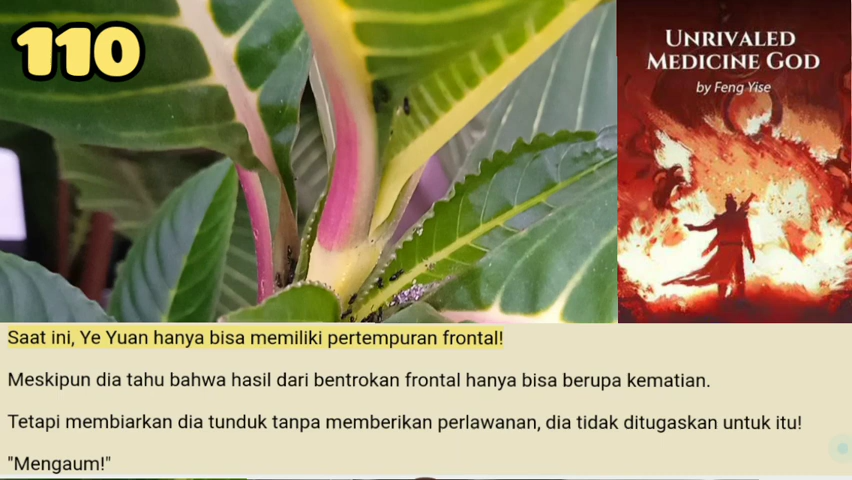 110
UNRIVALED
MEDICINE GOD
by Feng Yise
Saat ini, Ye Yuan hanya bisa memiliki pertempuran frontal!
Meskipun dia tahu bahwa hasil dari bentrokan frontal hanya bisa berupa kematian.
Tetapi membiarkan dia tunduk tanpa memberikan perlawanan, dia tidak ditugaskan untuk itu!
"Mengaum!"